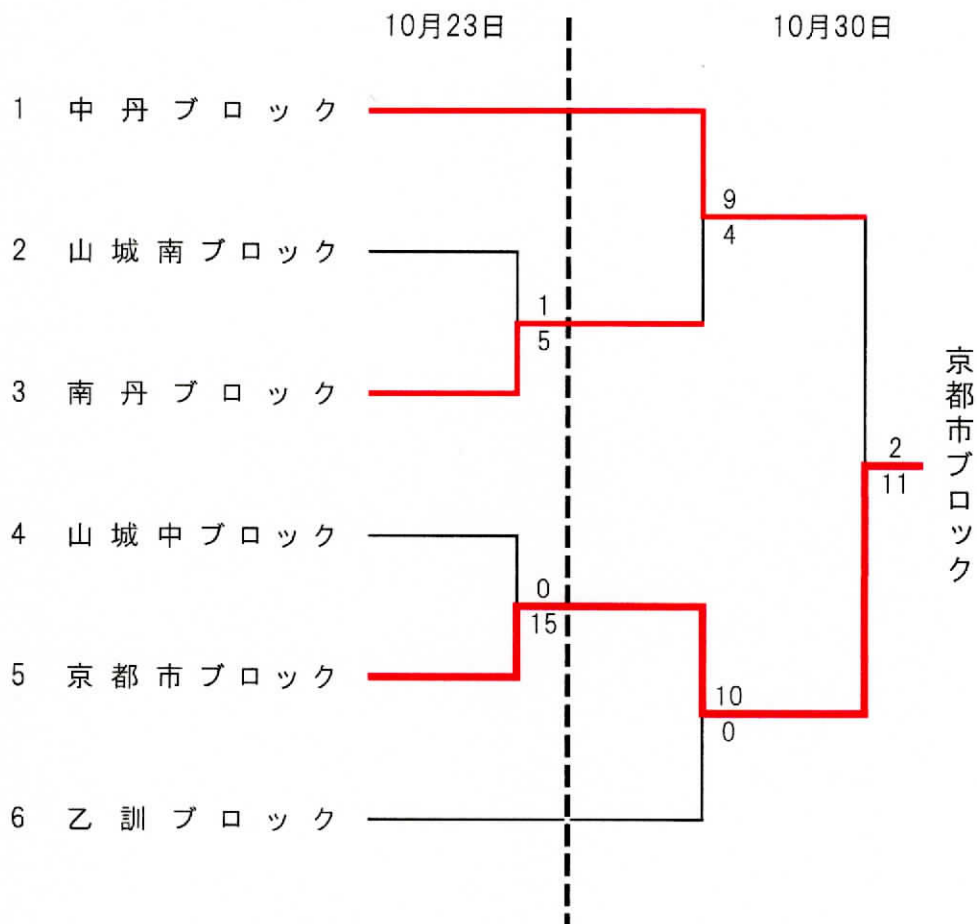 10月23日
10月30日
1 中丹ブロック
9
4
2 山城南ブロック
1
5
3 南丹ブロック
京都市ブロック
2
11
4 山城中ブロック
0
15
5 京都市ブロック
10
0
6 乙訓ブロック